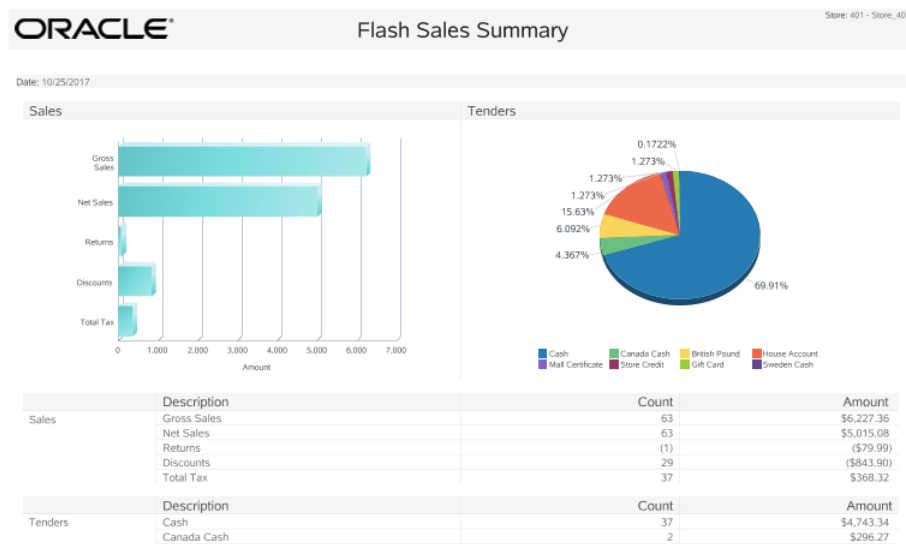 ORACLE®
Flash Sales Summary
Store: 401 - Store_40
Date: 10/25/2017
Sales
Gross Sales
Net Sales
Returns
Discounts
Total Tax
0 1,000 2,000 3,000 4,000 5,000 6,000 7,000
Amount
Tenders
0.1722%
1.273%
1.273%
1.273%
15.63%
6.092%
4.367%
69.91%
Cash Canada Cash British Pound House Account
Mall Certificate Store Credit Gift Card Sweden Cash
Description Count Amount
Sales Gross Sales 63 $6,227.36
Net Sales 63 $5,015.08
Returns (1) ($79.99)
Discounts 29 ($843.90)
Total Tax 37 $368.32
Description Count Amount
Tenders Cash 37 $4,743.34
Canada Cash 2 $296.27